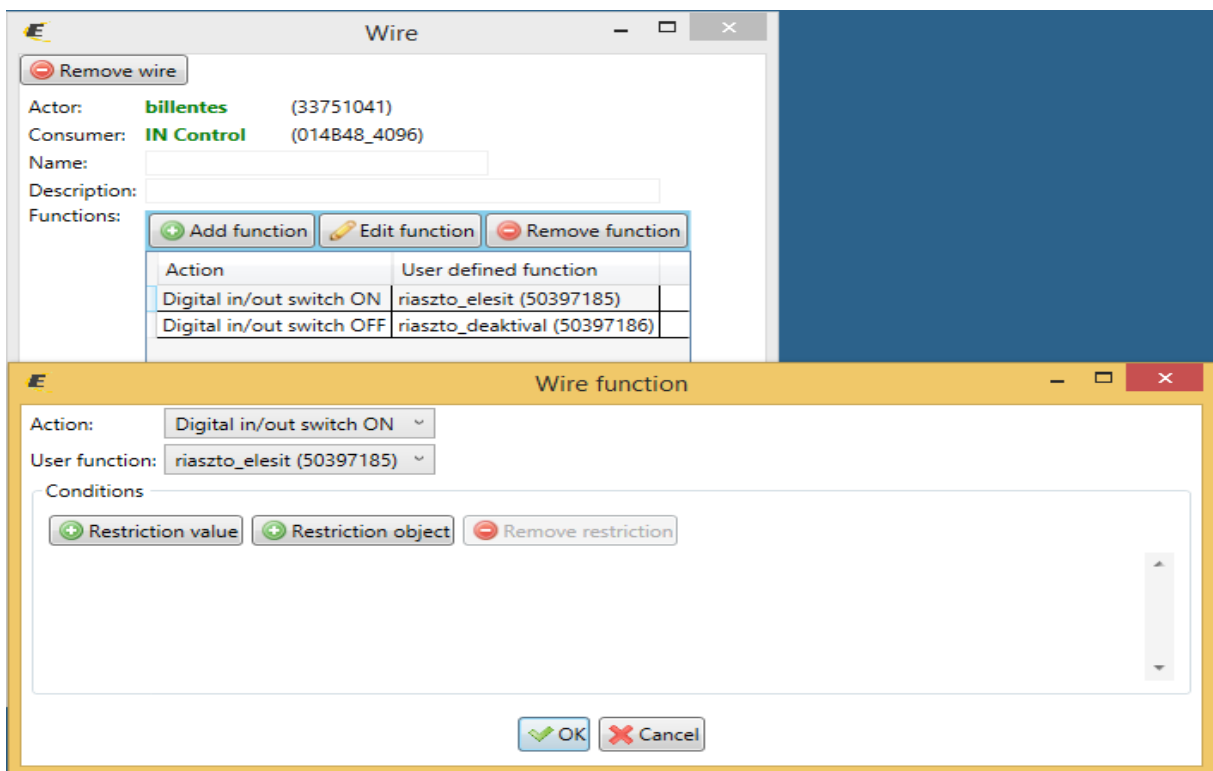 Wire
Remove wire
Actor: billentes (33751041)
Consumer: IN Control (014B48_4096)
Name:
Description:
Functions:
Add function Edit function Remove function
Action User defined function
Digital in/out switch ON riaszto_elesit (50397185)
Digital in/out switch OFF riaszto_deaktival (50397186)
Wire function
Action: Digital in/out switch ON
User function: riaszto_elesit (50397185)
Conditions
Restriction value Restriction object Remove restriction
OK Cancel